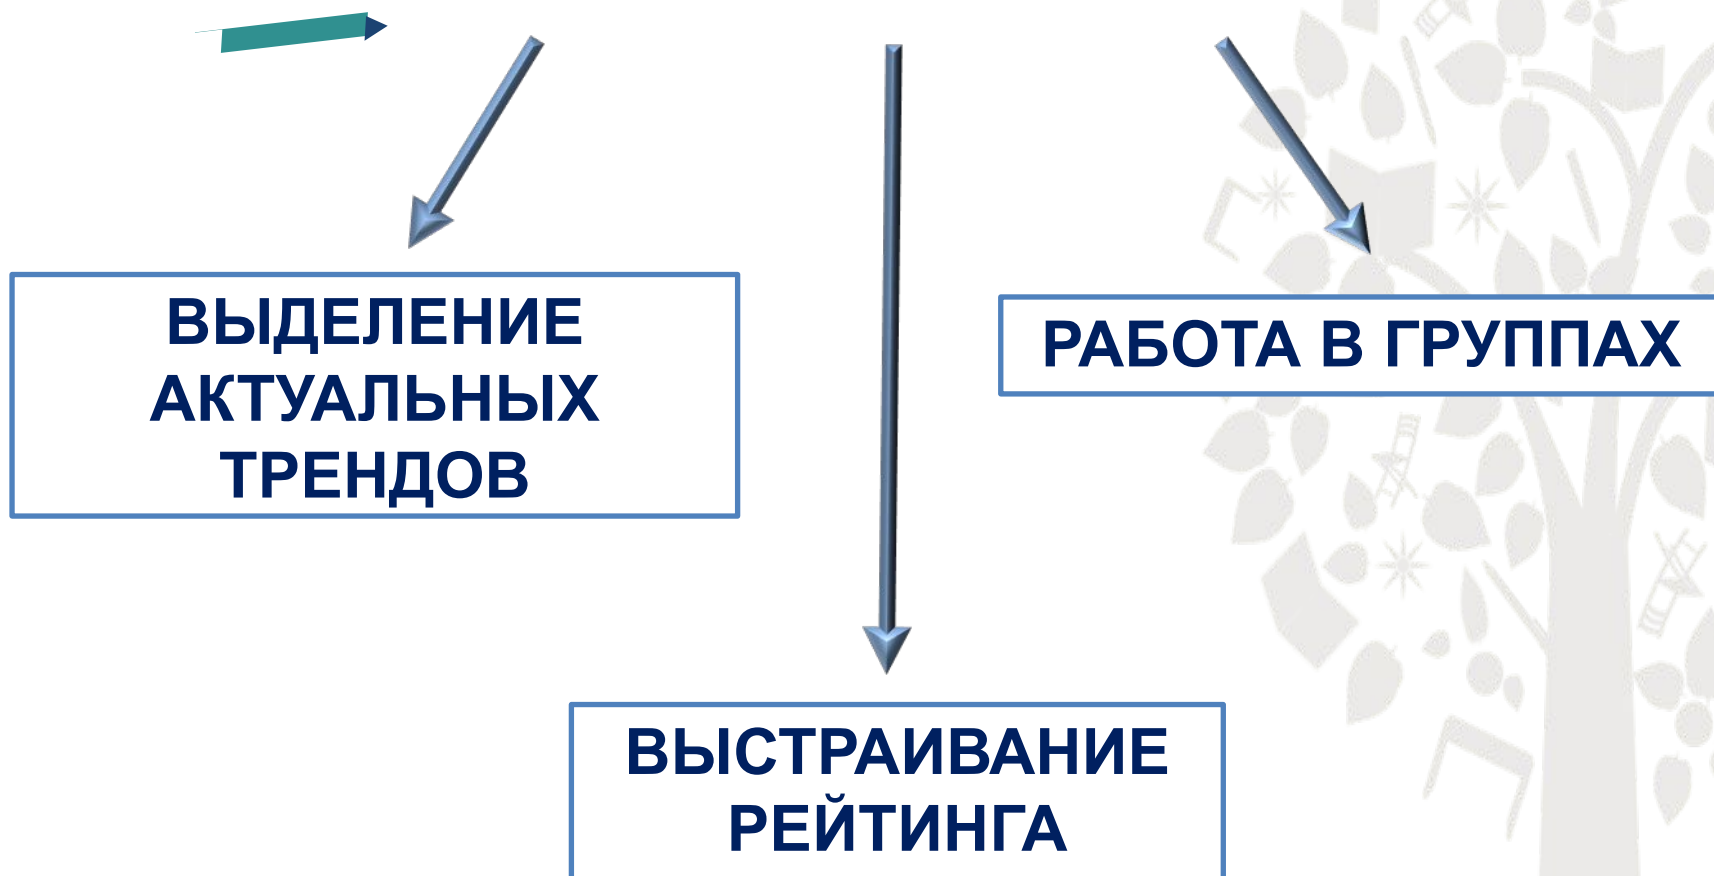 ВЫДЕЛЕНИЕ
АКТУАЛЬНЫХ
ТРЕНДОВ
РАБОТА В ГРУППАХ
ВЫСТРАИВАНИЕ
РЕЙТИНГА